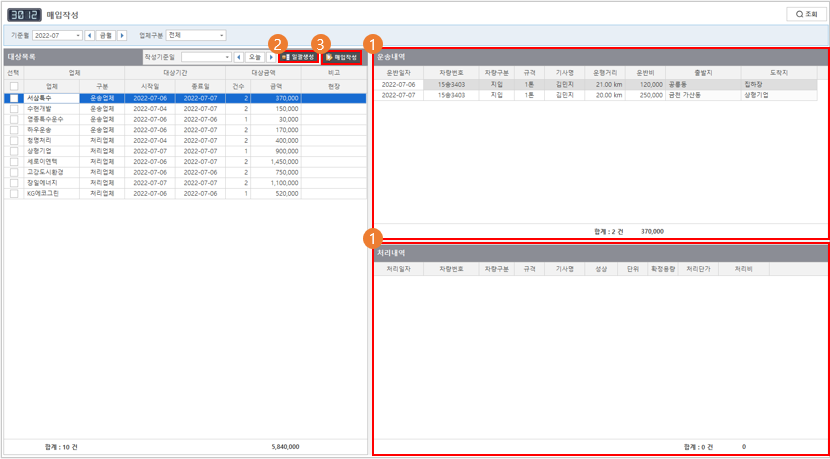 3012 매입작성
조회
기준월 2022-07 금월 업체구분 전체
대상목록 작성기준일 오늘 일괄생성 매입작성
2 3
선택 업체 대상기간 대상금액 비고
업체 구분 시작일 종료일 건수 금액 현장
서삼특수 운송업체 2022-07-06 2022-07-07 2 370,000
수현개발 운송업체 2022-07-04 2022-07-06 2 150,000
영종특수운수 운송업체 2022-07-06 2022-07-06 1 30,000
하우운송 운송업체 2022-07-06 2022-07-07 2 170,000
정명처리 처리업체 2022-07-04 2022-07-04 2 400,000
삼형기업 처리업체 2022-07-07 2022-07-07 1 900,000
세로이엔텍 처리업체 2022-07-06 2022-07-06 2 1,450,000
고강도시환경 처리업체 2022-07-06 2022-07-06 2 750,000
장일에너지 처리업체 2022-07-07 2022-07-07 2 1,100,000
KG에코그린 처리업체 2022-07-06 2022-07-06 1 520,000
합계 : 10 건 5,840,000
1
운송내역
운반일자 차량번호 차량구분 규격 기사명 운행거리 운반비 출발지 도착지
2022-07-06 15송3403 지입 1톤 김민지 21.00 km 120,000 공릉동 집하장
2022-07-07 15송3403 지입 1톤 김민지 20.00 km 250,000 금천 가산동 삼형기업
합계 : 2 건 370,000
1
처리내역
처리일자 차량번호 차량구분 규격 기사명 성상 단위 확정용량 처리단가 처리비
합계 : 0 건 0